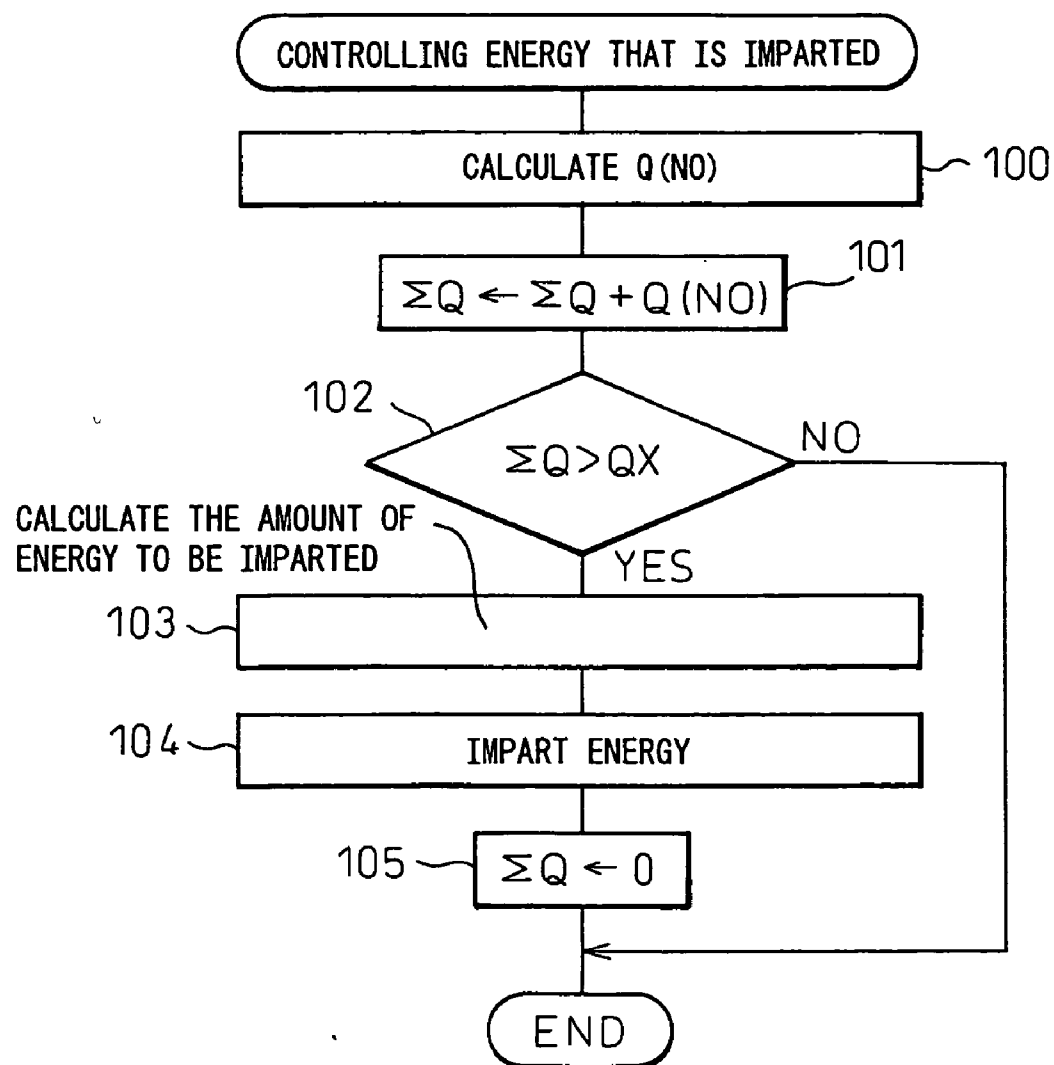 CONTROLLING ENERGY THAT IS IMPARTED
CALCULATE Q(NO)
100
101
ΣQ ← ΣQ + Q(NO)
102
ΣQ>QX
NO
CALCULATE THE AMOUNT OF
ENERGY TO BE IMPARTED
YES
103
104
IMPART ENERGY
105
ΣQ ← 0
END